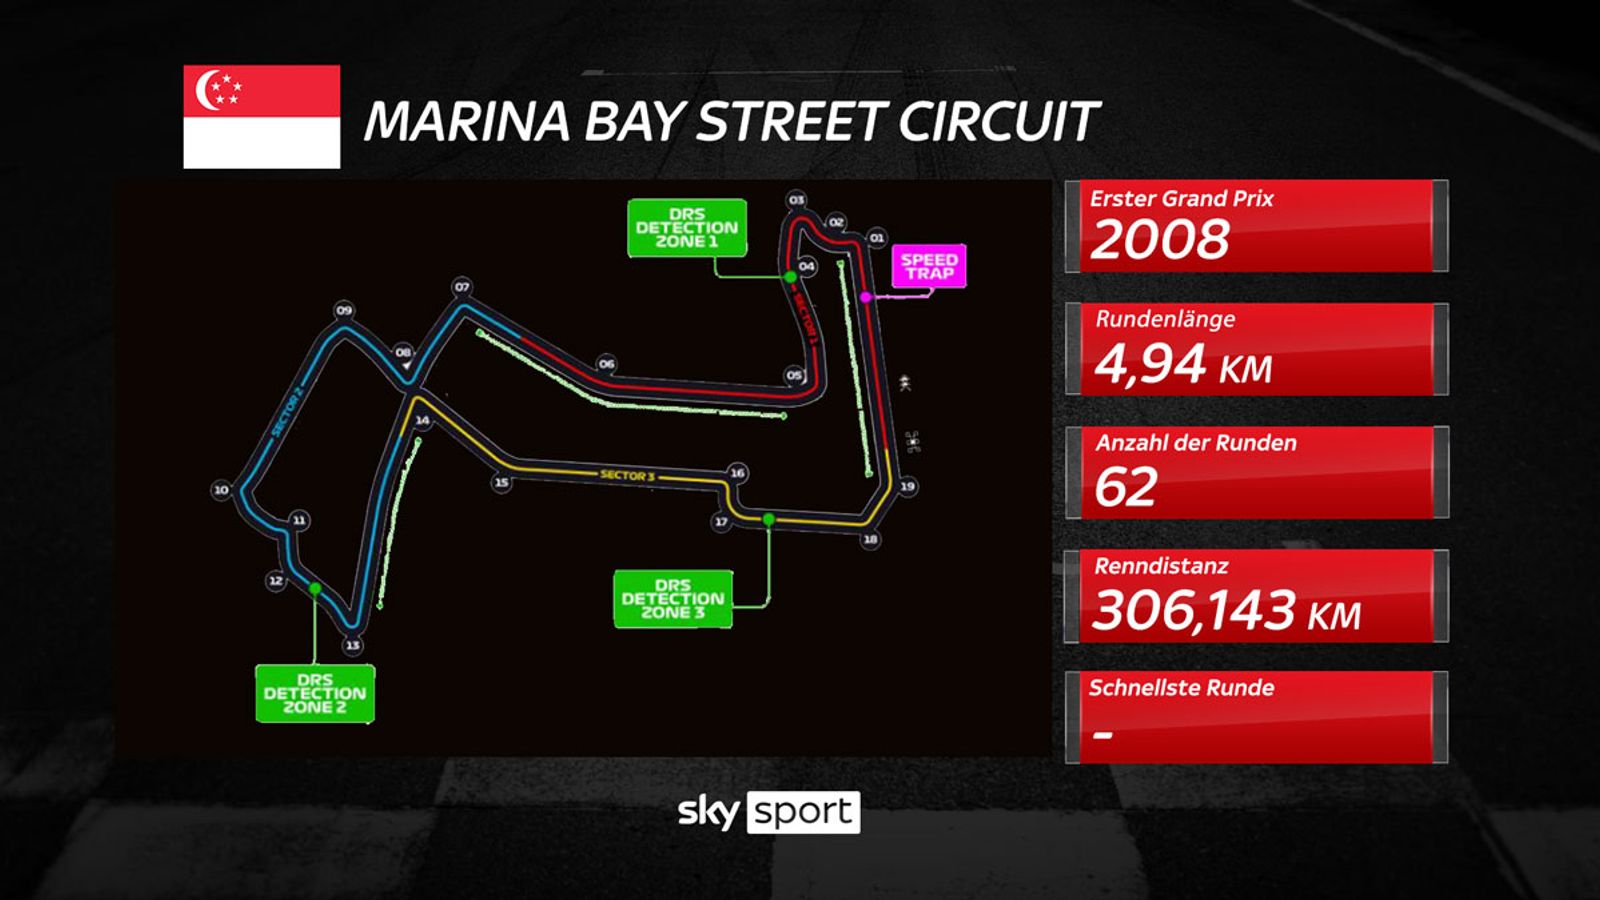 MARINA BAY STREET CIRCUIT
DRS
DETECTION
ZONE 1
SPEED
TRAP
03
02
01
04
SECTOR 1
05
06
07
08
09
SECTOR 2
10
11
12
13
DRS
DETECTION
ZONE 2
14
15
SECTOR 3
16
17
18
19
DRS
DETECTION
ZONE 3
Erster Grand Prix
2008
Rundenlänge
4,94 KM
Anzahl der Runden
62
Renndistanz
306,143 KM
Schnellste Runde
-
sky sport